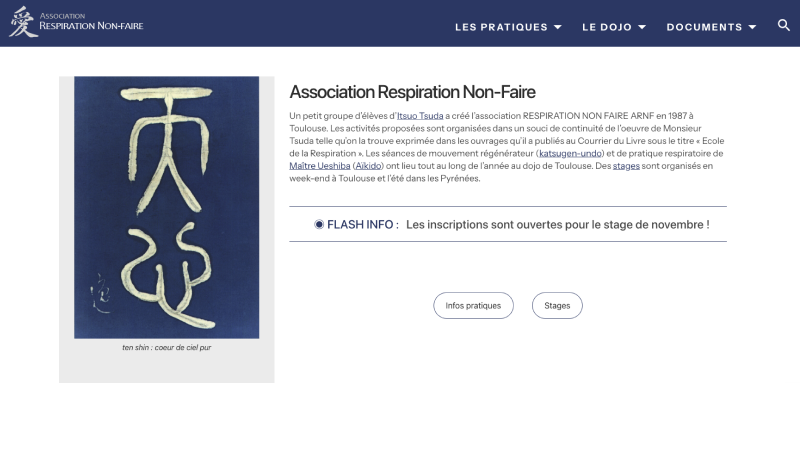 愛
ASSOCIATION
RESPIRATION NON-FAIRE
LES PRATIQUES
LE DOJO
DOCUMENTS
天心
ten shin : coeur de ciel pur
Association Respiration Non-Faire
Un petit groupe d'élèves d'Itsuo Tsuda a créé l'association RESPIRATION NON FAIRE ARNF en 1987 à
Toulouse. Les activités proposées sont organisées dans un souci de continuité de l'oeuvre de Monsieur
Tsuda telle qu'on la trouve exprimée dans les ouvrages qu'il a publiés au Courrier du Livre sous le titre « Ecole
de la Respiration ». Les séances de mouvement régénérateur (katsugen-undo) et de pratique respiratoire de
Maître Ueshiba (Aïkido) ont lieu tout au long de l'année au dojo de Toulouse. Des stages sont organisés en
week-end à Toulouse et l'été dans les Pyrénées.
FLASH INFO : Les inscriptions sont ouvertes pour le stage de novembre !
Infos pratiques
Stages